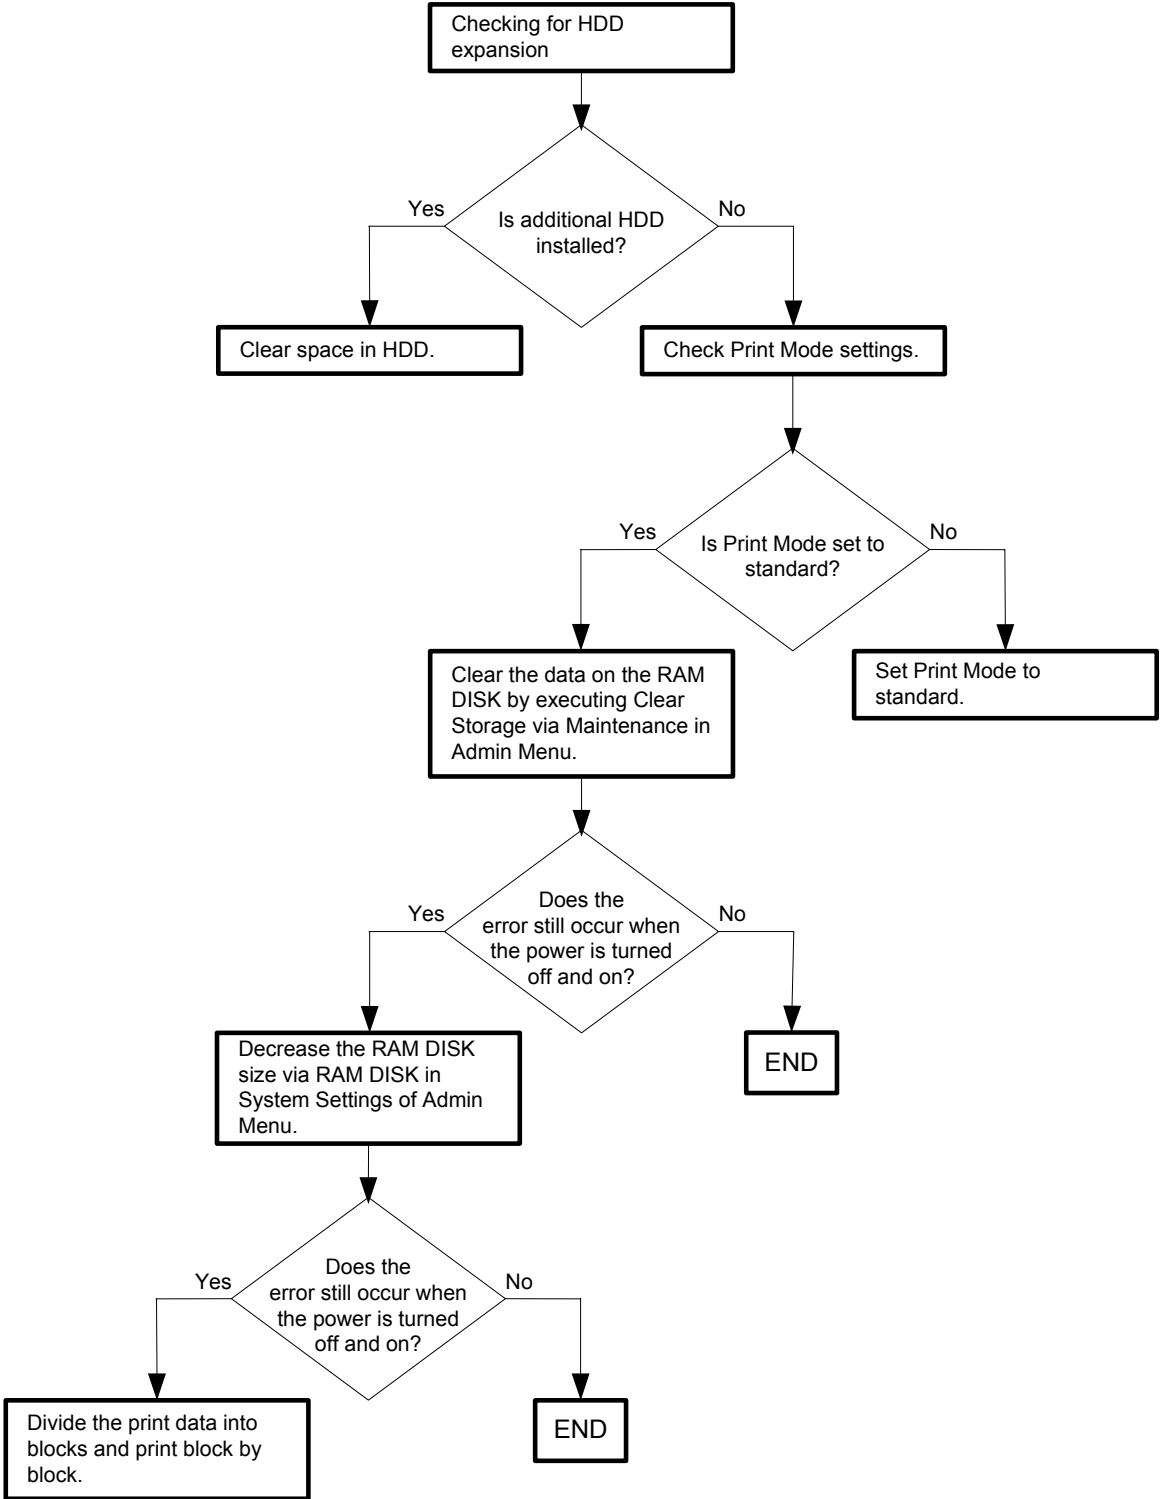 Checking for HDD
expansion
Yes
No
Is additional HDD
installed?
Clear space in HDD.
Check Print Mode settings.
Yes
No
Is Print Mode set to
standard?
Clear the data on the RAM
DISK by executing Clear
Storage via Maintenance in
Admin Menu.
Set Print Mode to
standard.
Yes
No
Does the
error still occur when
the power is turned
off and on?
Decrease the RAM DISK
size via RAM DISK in
System Settings of Admin
Menu.
END
Yes
No
Does the
error still occur when
the power is turned
off and on?
Divide the print data into
blocks and print block by
block.
END